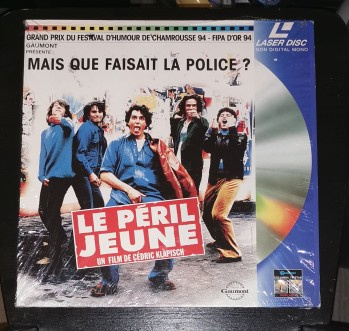 GRAND PRIX DU FESTIVAL D'HUMOUR DE CHAMROUSSE 94 - FIPA D'OR 94
GAUMONT
PRÉSENTE :
MAIS QUE FAISAIT LA POLICE ?
LASER DISC
SON DIGITAL MONO
LE PÉRIL
JEUNE
UN FILM DE CÉDRIC KLAPISCH
Gaumont